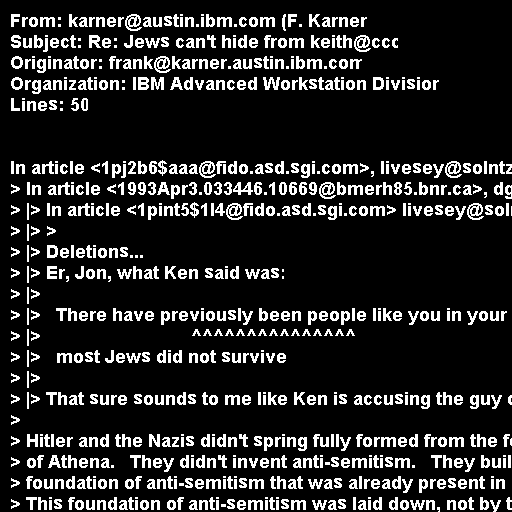 From: karner@austin.ibm.com (F. Karner
Subject: Re: Jews can't hide from keith@ccc
Originator: frank@karner.austin.ibm.com
Organization: IBM Advanced Workstation Division
Lines: 50
In article <1pj2b6$aaa@fido.asd.sgi.com>, livesey@solntz
> In article <1993Apr3.033446.10669@bmerh85.bnr.ca>, dg
> |> In article <1pint5$1l4@fido.asd.sgi.com> livesey@soln
> |> >
> |> Deletions...
> |> Er, Jon, what Ken said was:
> |>
> |>   There have previously been people like you in your
> |>                            ^^^^^^^^^^^^^^^
> |>   most Jews did not survive
> |>
> |> That sure sounds to me like Ken is accusing the guy o
>
> Hitler and the Nazis didn't spring fully formed from the fo
> of Athena.   They didn't invent anti-semitism.   They buil
> foundation of anti-semitism that was already present in
> This foundation of anti-semitism was laid down, not by t